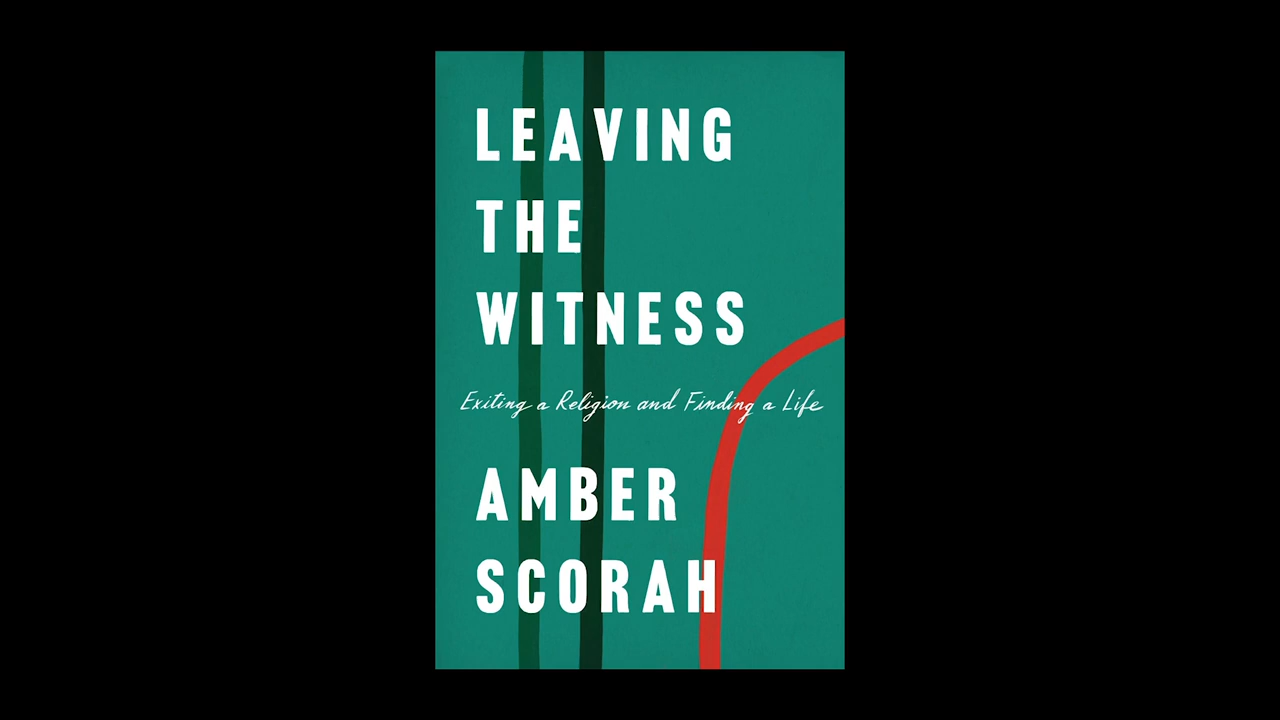 LEAVING
THE
WITNESS
Exiting a Religion and Finding a Life
AMBER
SCORAH